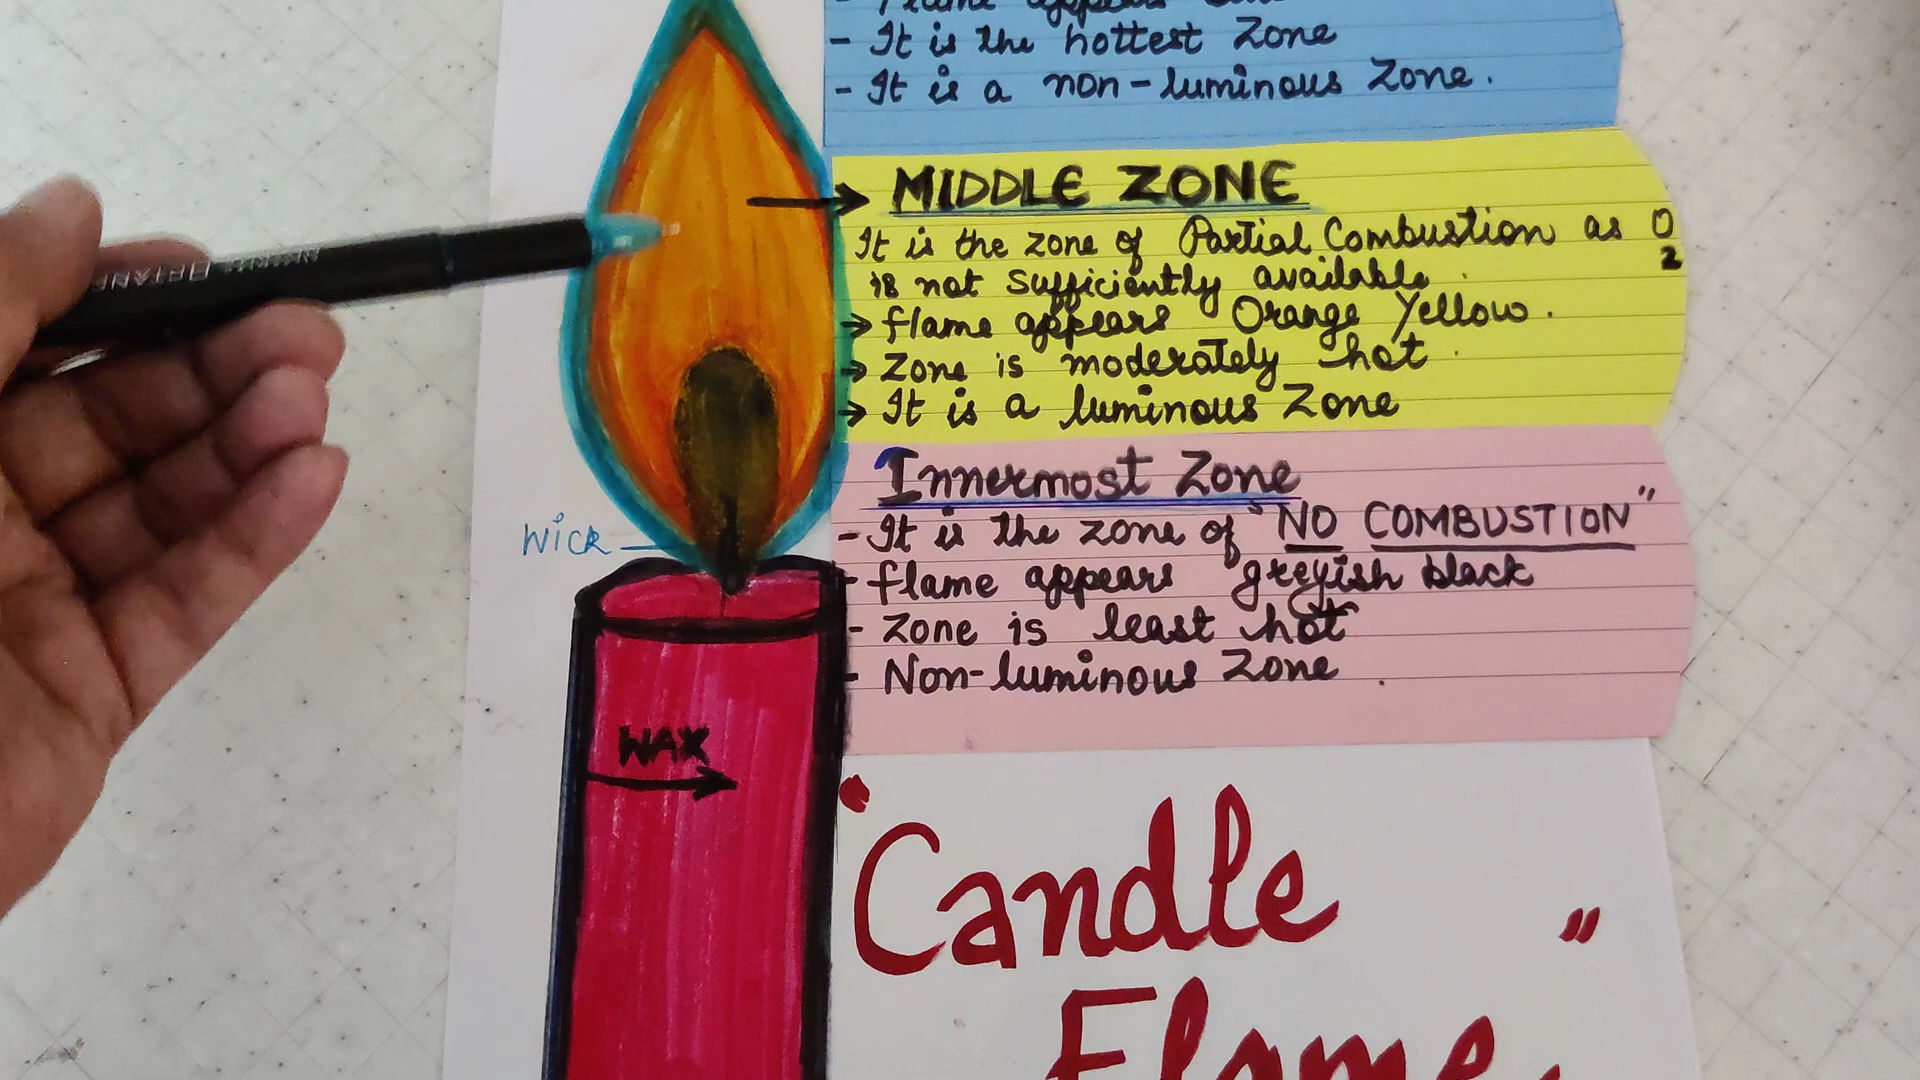 - Flame appears
- It is the hottest Zone
- It is a non-luminous Zone.
MIDDLE ZONE
It is the zone of Partial Combustion as O2
is not sufficiently available.
→ flame appears Orange Yellow.
→ Zone is moderately hot.
→ It is a luminous Zone
Innermost Zone
- It is the zone of "NO COMBUSTION"
- flame appears greyish black
- Zone is least hot
- Non-luminous Zone.
Wick
WAX
"Candle
Flame"